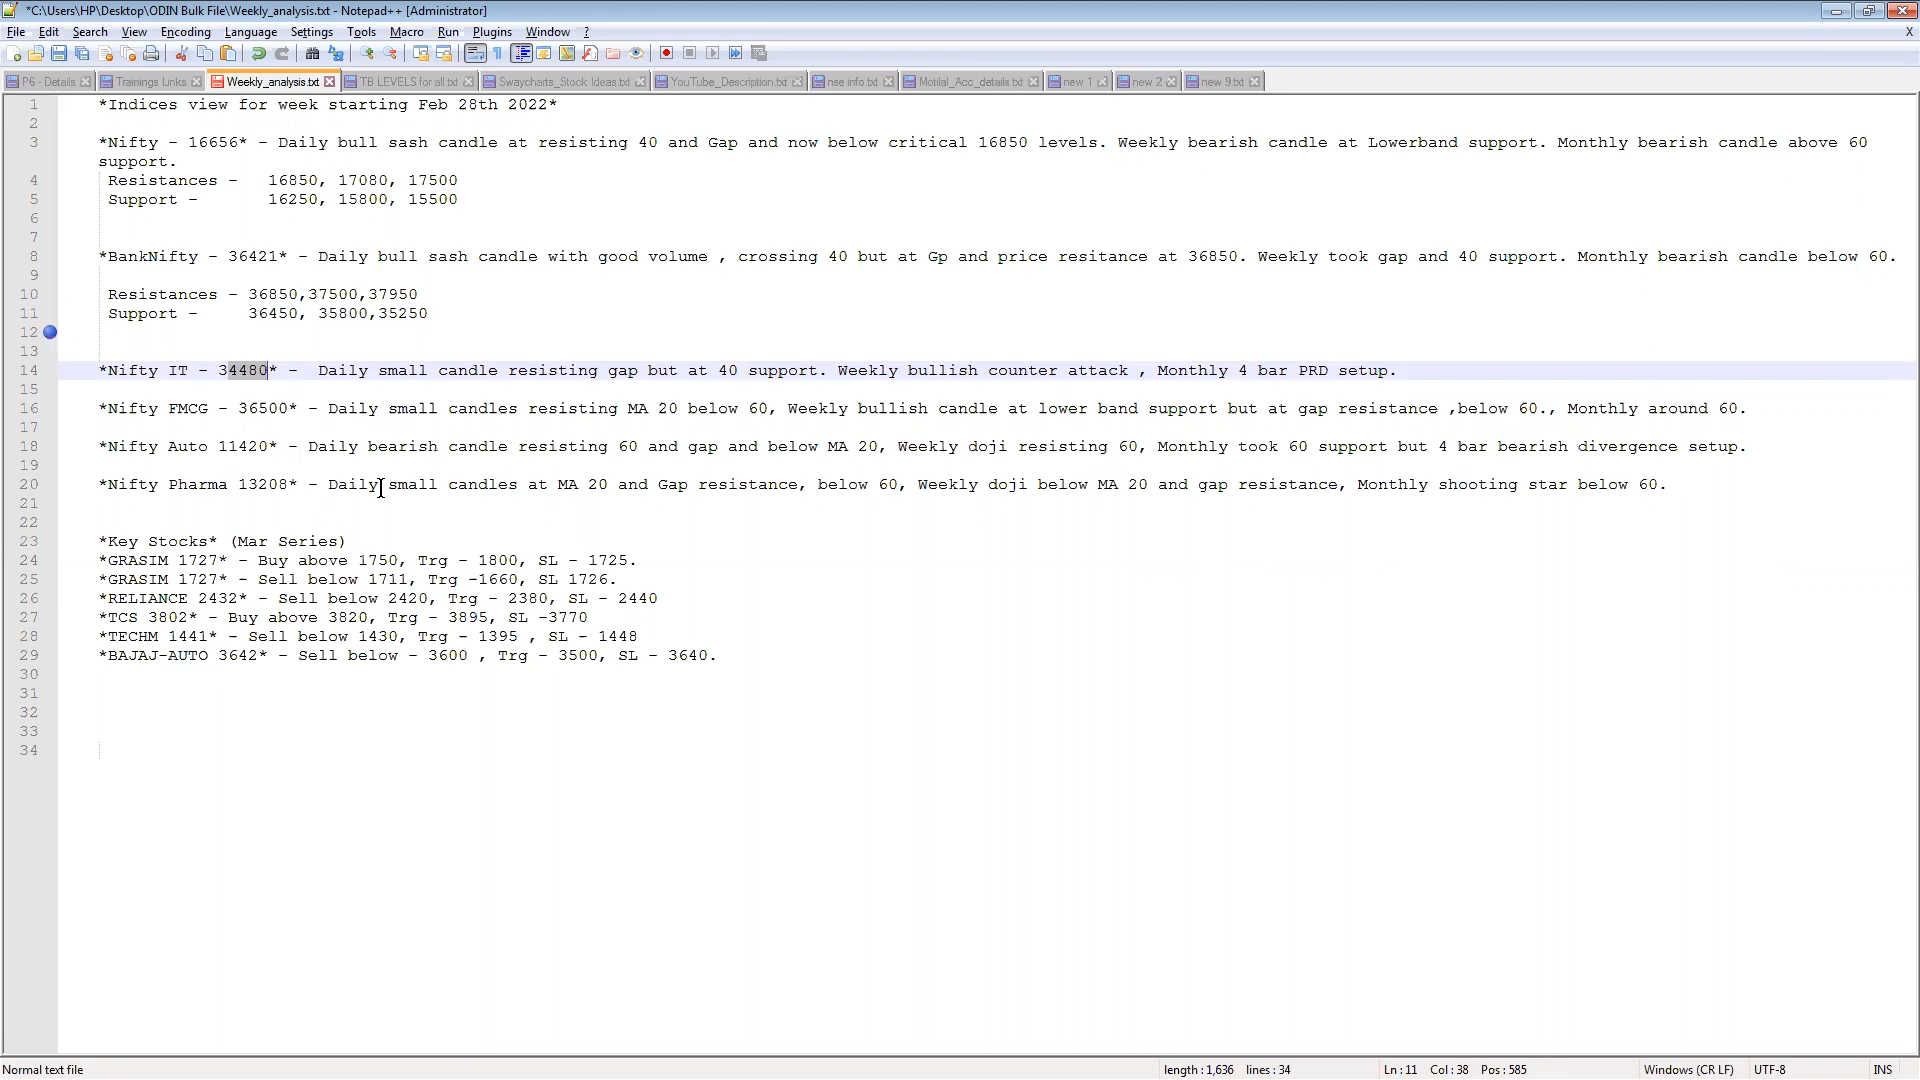 *C:\Users\HP\Desktop\ODIN Bulk File\Weekly_analysis.txt - Notepad++ [Administrator]
File Edit Search View Encoding Language Settings Tools Macro Run Plugins Window ? X
P6 - Details Trainings Links Weekly_analysis.txt TB LEVELS for all.txt Swaycharts_Stock Ideas.txt YouTube_Description.txt nse info.txt Motilal_Acc_details.txt new 1 new 2 new 9.txt
1 *Indices view for week starting Feb 28th 2022*
2
3 *Nifty - 16656* - Daily bull sash candle at resisting 40 and Gap and now below critical 16850 levels. Weekly bearish candle at Lowerband support. Monthly bearish candle above 60
support.
4 Resistances - 16850, 17080, 17500
5 Support - 16250, 15800, 15500
6
7
8 *BankNifty - 36421* - Daily bull sash candle with good volume , crossing 40 but at Gp and price resitance at 36850. Weekly took gap and 40 support. Monthly bearish candle below 60.
9
10 Resistances - 36850,37500,37950
11 Support - 36450, 35800,35250
12
13
14 *Nifty IT - 34480* - Daily small candle resisting gap but at 40 support. Weekly bullish counter attack , Monthly 4 bar PRD setup.
15
16 *Nifty FMCG - 36500* - Daily small candles resisting MA 20 below 60, Weekly bullish candle at lower band support but at gap resistance ,below 60., Monthly around 60.
17
18 *Nifty Auto 11420* - Daily bearish candle resisting 60 and gap and below MA 20, Weekly doji resisting 60, Monthly took 60 support but 4 bar bearish divergence setup.
19
20 *Nifty Pharma 13208* - Daily small candles at MA 20 and Gap resistance, below 60, Weekly doji below MA 20 and gap resistance, Monthly shooting star below 60.
21
22
23 *Key Stocks* (Mar Series)
24 *GRASIM 1727* - Buy above 1750, Trg - 1800, SL - 1725.
25 *GRASIM 1727* - Sell below 1711, Trg -1660, SL 1726.
26 *RELIANCE 2432* - Sell below 2420, Trg - 2380, SL - 2440
27 *TCS 3802* - Buy above 3820, Trg - 3895, SL -3770
28 *TECHM 1441* - Sell below 1430, Trg - 1395 , SL - 1448
29 *BAJAJ-AUTO 3642* - Sell below - 3600 , Trg - 3500, SL - 3640.
30
31
32
33
34
Normal text file length : 1,636 lines : 34 Ln : 11 Col : 38 Pos : 585 Windows (CR LF) UTF-8 INS